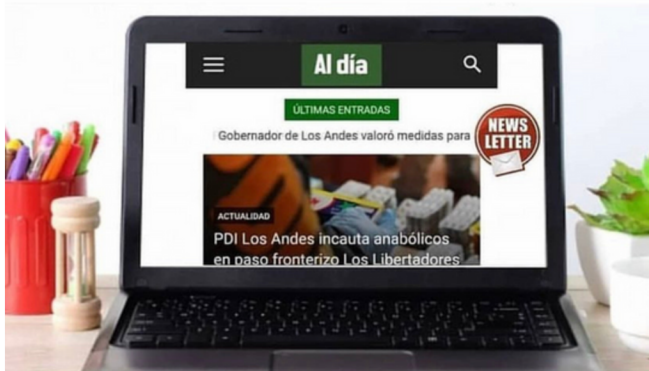 Al día
ÚLTIMAS ENTRADAS
Gobernador de Los Andes valoró medidas para
NEWS
LETTER
ACTUALIDAD
PDI Los Andes incauta anabólicos
en paso fronterizo Los Libertadores